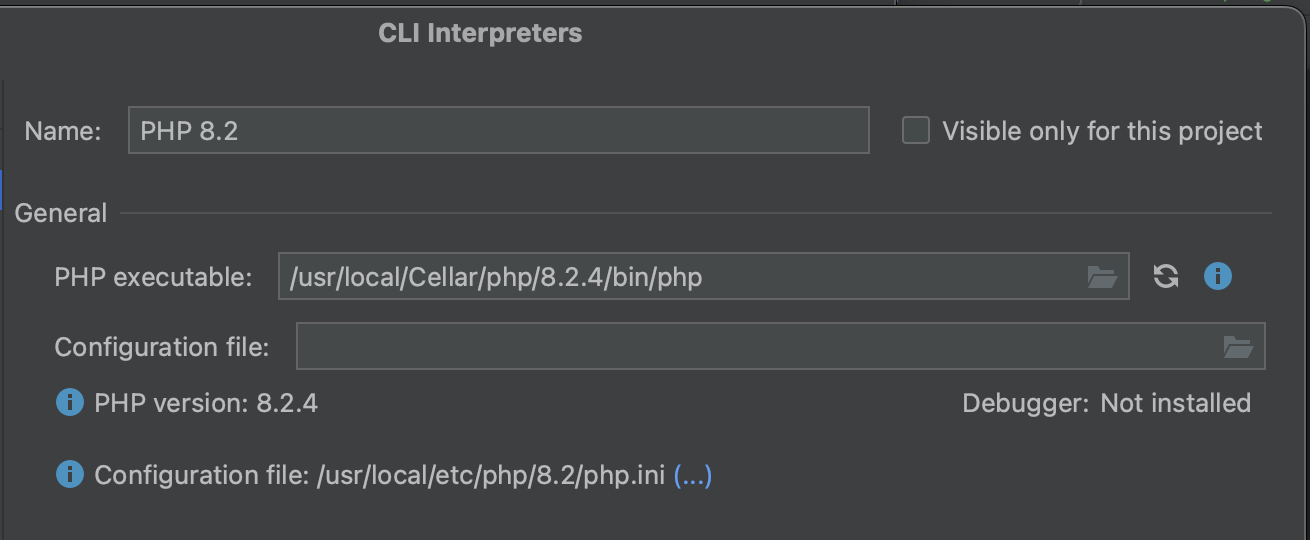 CLI Interpreters
Name: PHP 8.2 Visible only for this project
General
PHP executable: /usr/local/Cellar/php/8.2.4/bin/php
Configuration file:
PHP version: 8.2.4 Debugger: Not installed
Configuration file: /usr/local/etc/php/8.2/php.ini (...)